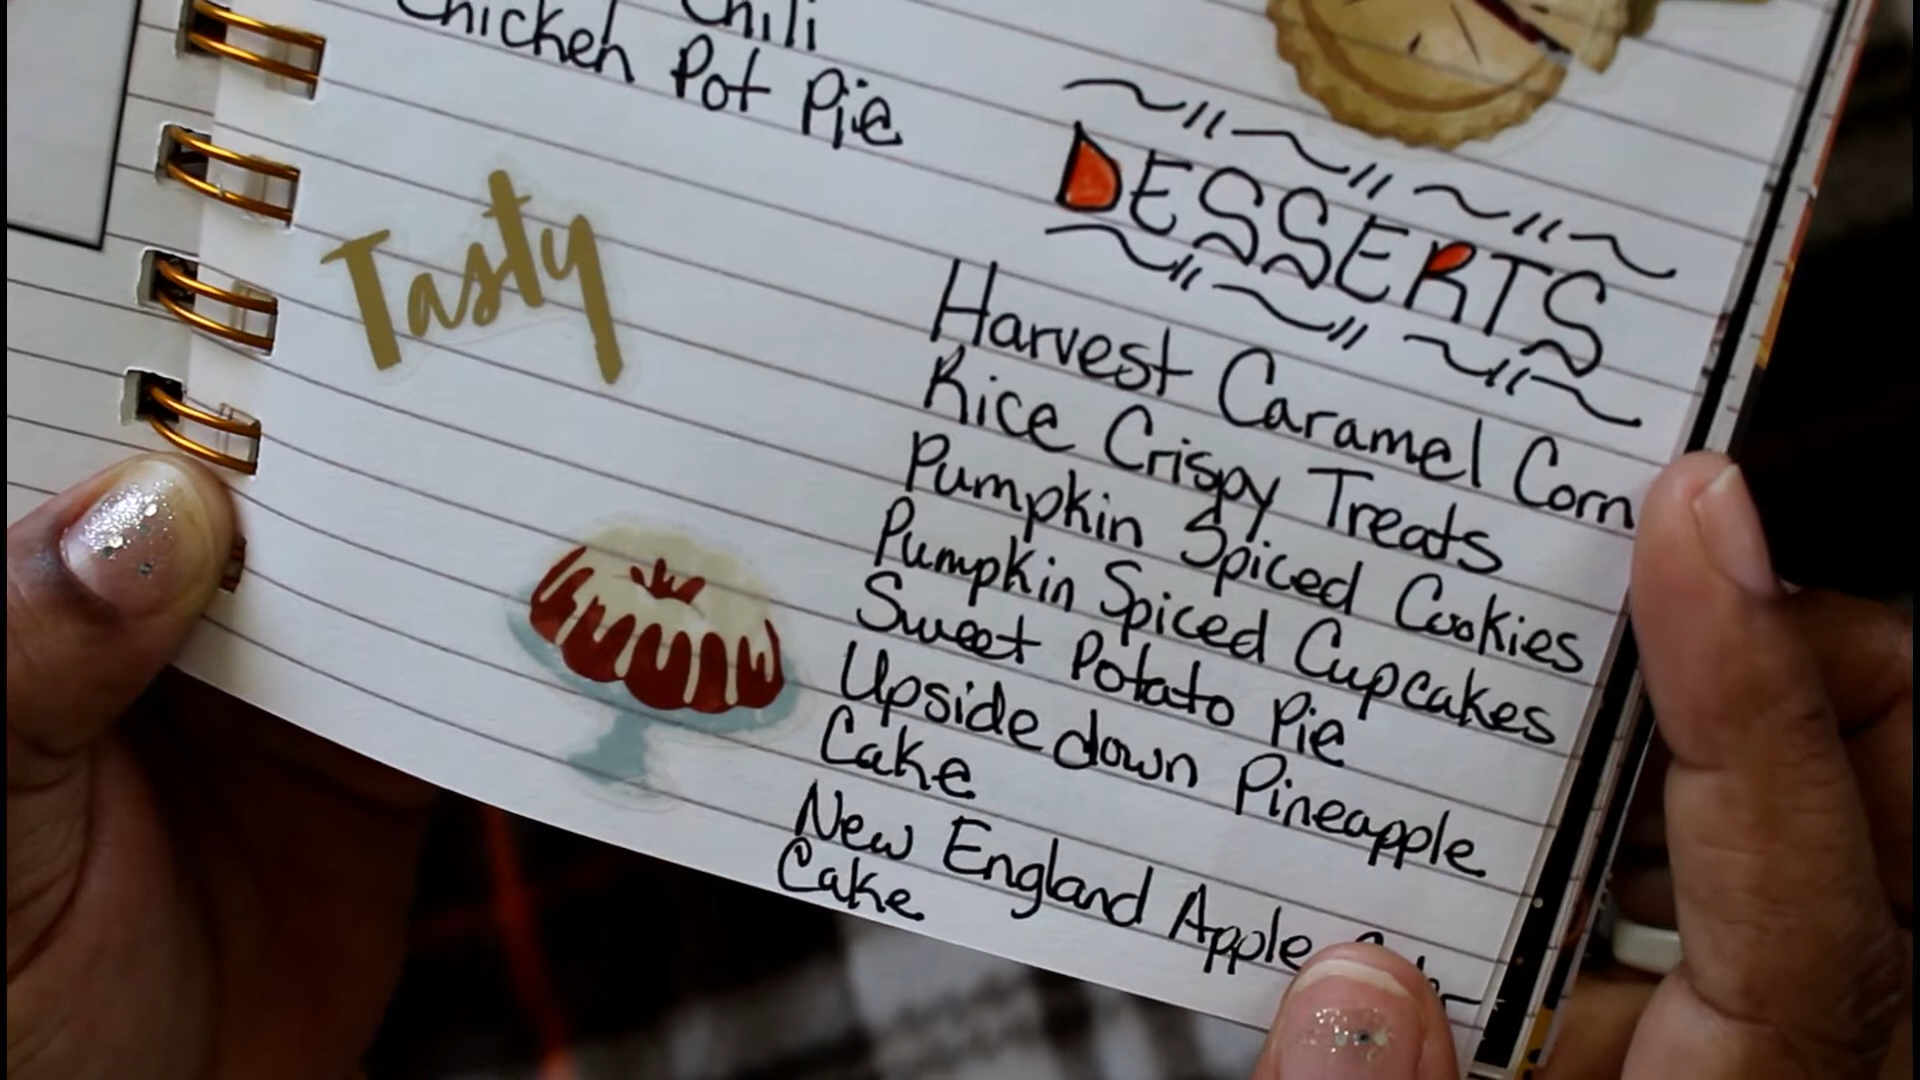 Chili
Chicken Pot Pie
Tasty
DESSERTS
Harvest Caramel Corn
Rice Crispy Treats
Pumpkin Spiced Cookies
Pumpkin Spiced Cupcakes
Sweet Potato Pie
Upside down Pineapple
Cake
New England Apple
Cake